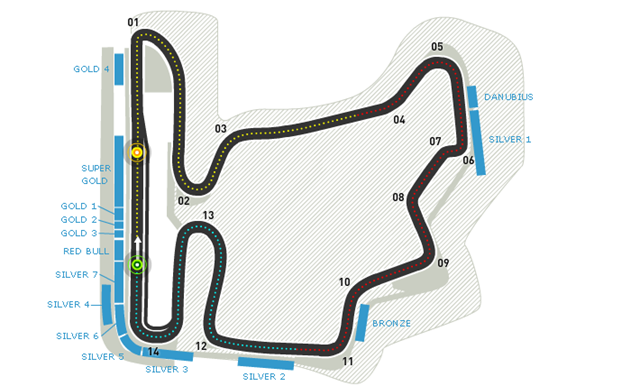 01
05
GOLD 4
DANUBIUS
04
03
SILVER 1
07
06
SUPER
GOLD
02
08
GOLD 1
13
GOLD 2
GOLD 3
RED BULL
09
SILVER 7
10
SILVER 4
BRONZE
SILVER 6
12
14
SILVER 5
11
SILVER 3
SILVER 2